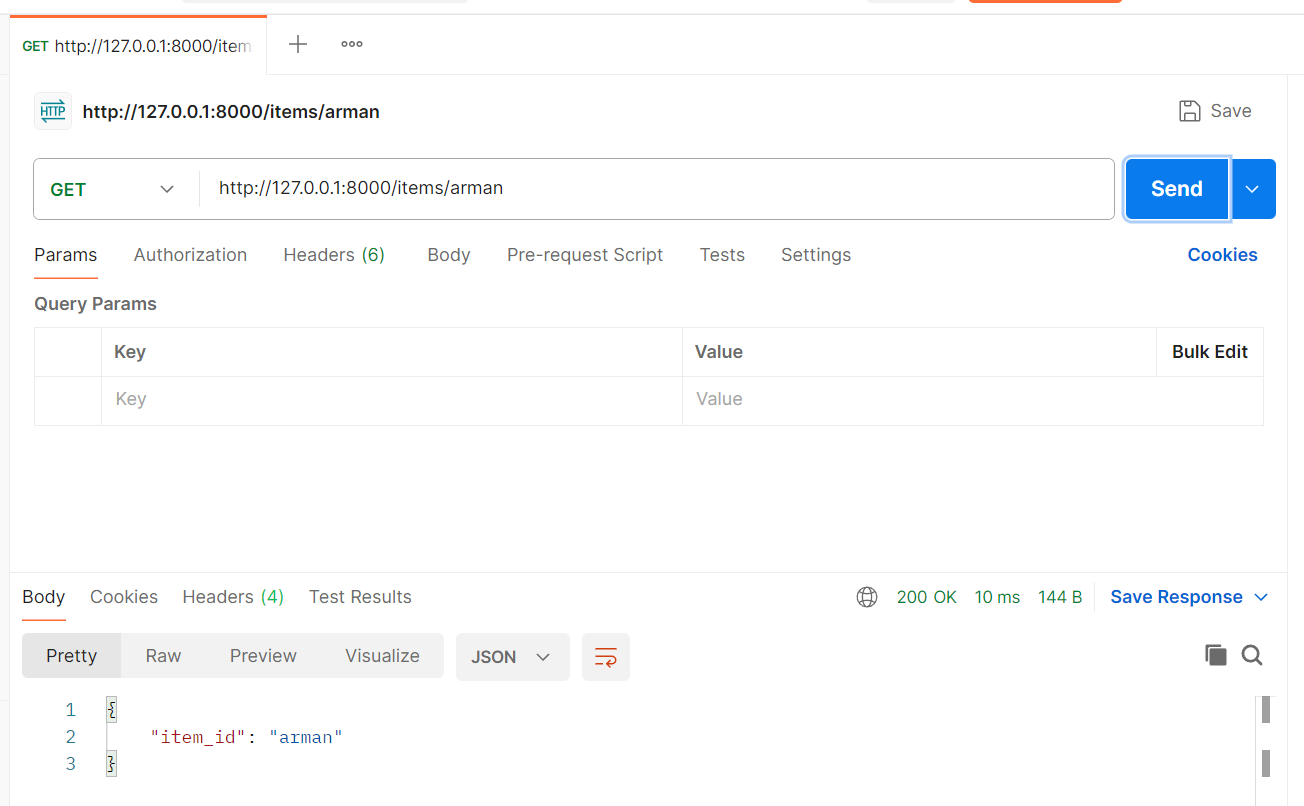 GET http://127.0.0.1:8000/item
HTTP http://127.0.0.1:8000/items/arman Save
GET http://127.0.0.1:8000/items/arman Send
Params Authorization Headers (6) Body Pre-request Script Tests Settings Cookies
Query Params
Key Value Bulk Edit
Key Value
Body Cookies Headers (4) Test Results 200 OK 10 ms 144 B Save Response
Pretty Raw Preview Visualize JSON
1 {
2 "item_id": "arman"
3 }